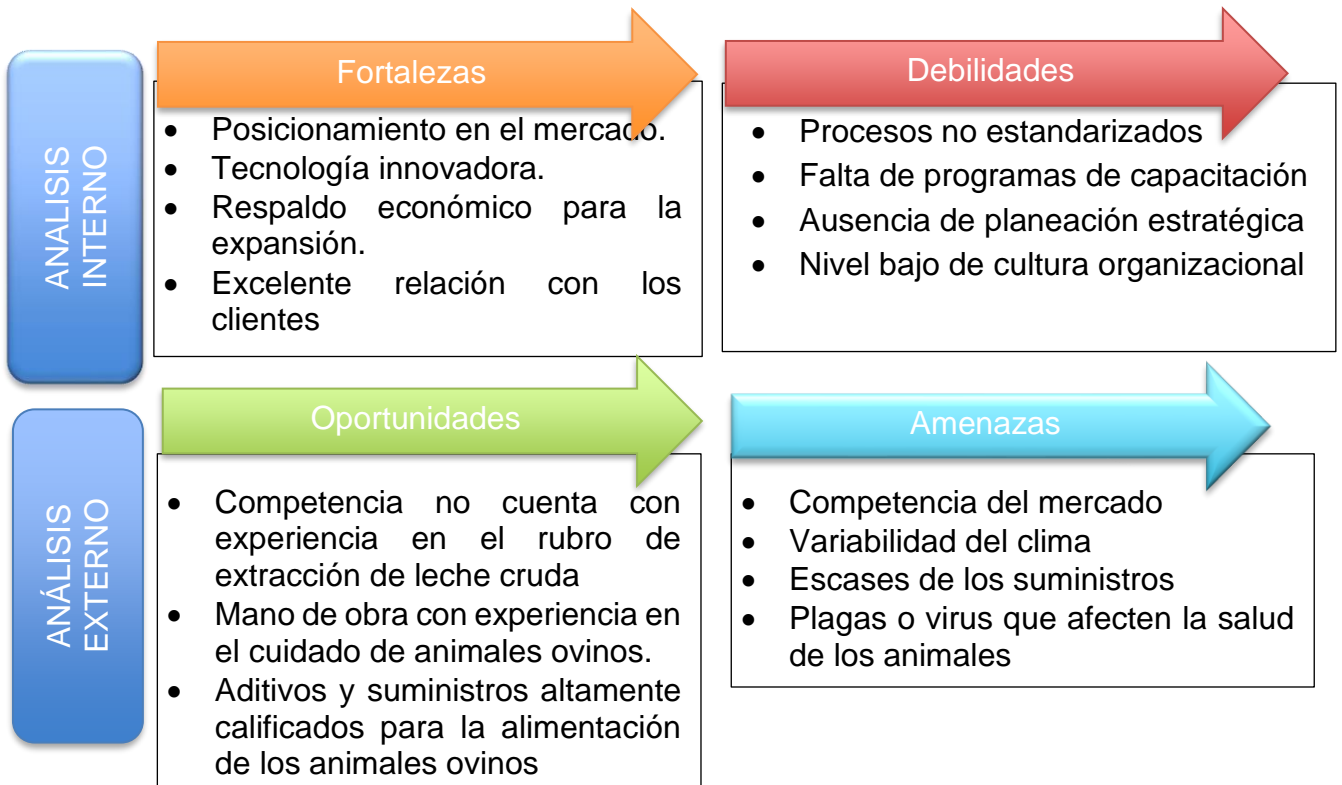 ANALISIS
INTERNO
Fortalezas
• Posicionamiento en el mercado.
• Tecnología innovadora.
• Respaldo económico para la
expansión.
• Excelente relación con los
clientes
Debilidades
• Procesos no estandarizados
• Falta de programas de capacitación
• Ausencia de planeación estratégica
• Nivel bajo de cultura organizacional
ANÁLISIS
EXTERNO
Oportunidades
• Competencia no cuenta con
experiencia en el rubro de
extracción de leche cruda
• Mano de obra con experiencia en
el cuidado de animales ovinos.
• Aditivos y suministros altamente
calificados para la alimentación
de los animales ovinos
Amenazas
• Competencia del mercado
• Variabilidad del clima
• Escases de los suministros
• Plagas o virus que afecten la salud
de los animales